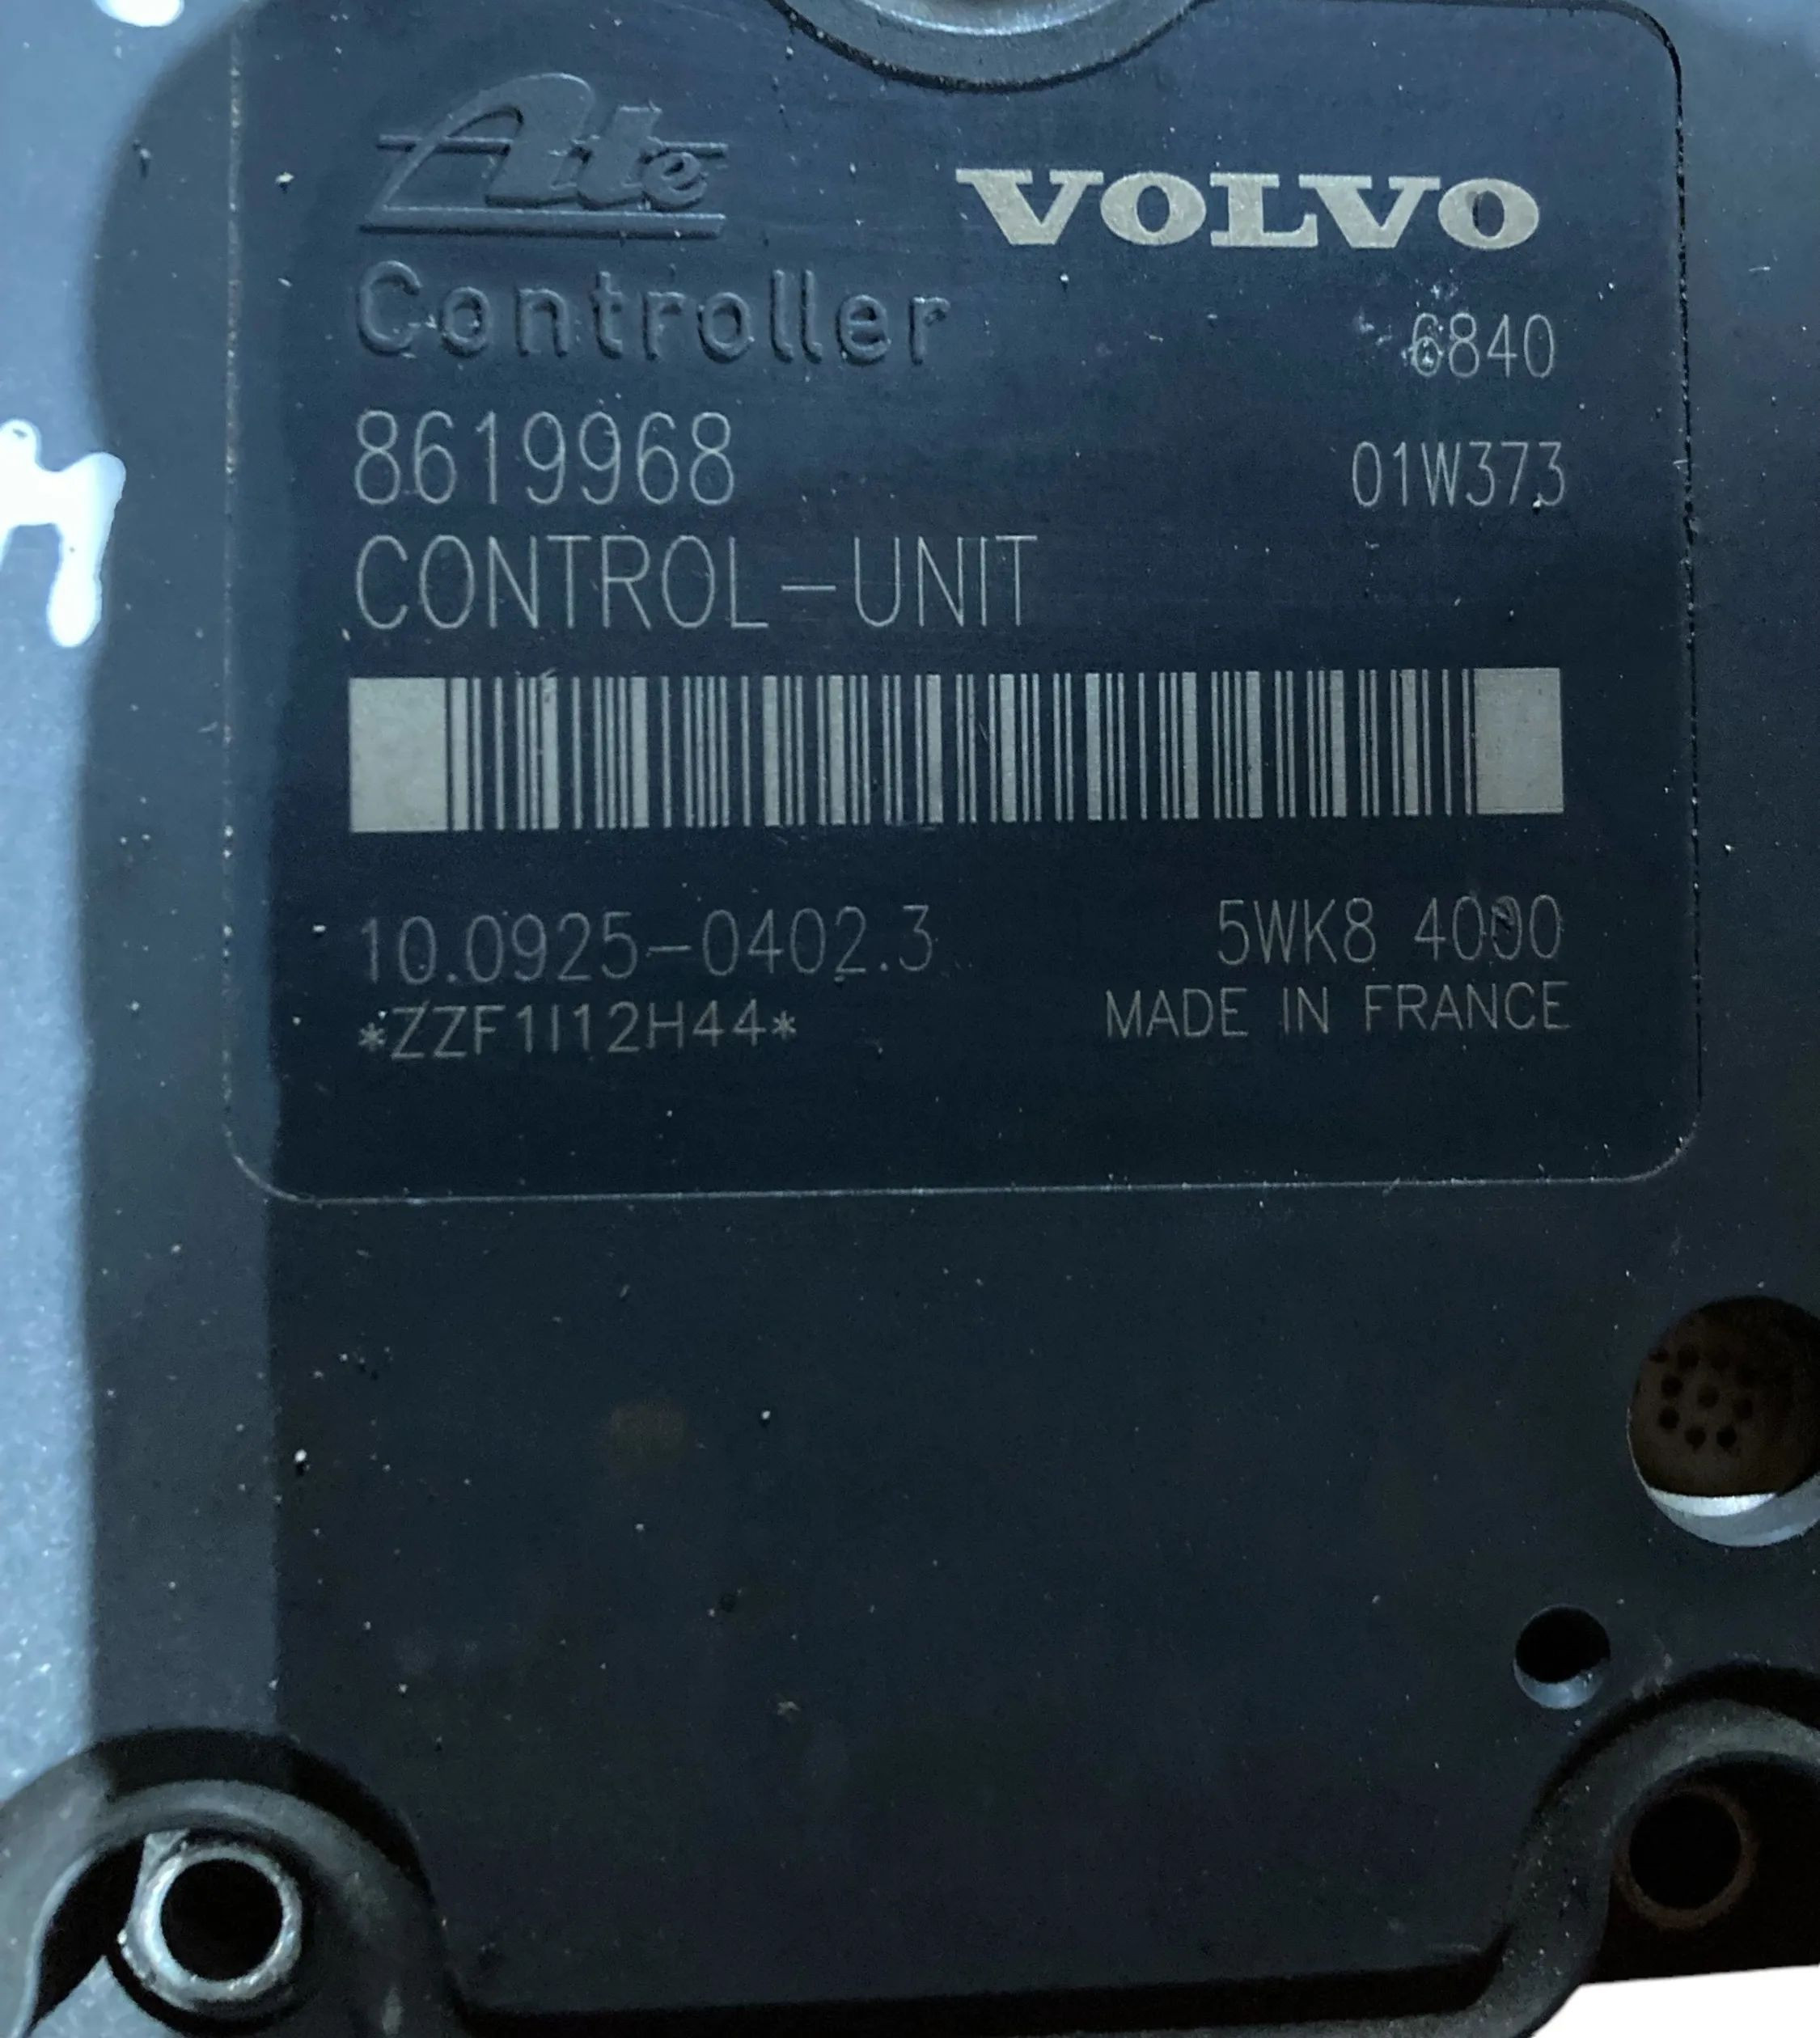 Ate VOLVO
Controller 6840
8619968 01W373
CONTROL-UNIT
10.0925-0402.3 5WK8 4000
*ZZF1I12H44* MADE IN FRANCE